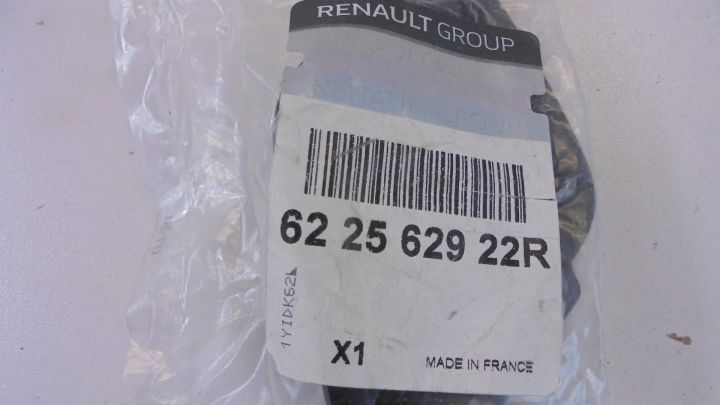 RENAULT GROUP
62 25 629 22R
1YIDK62
X1
MADE IN FRANCE